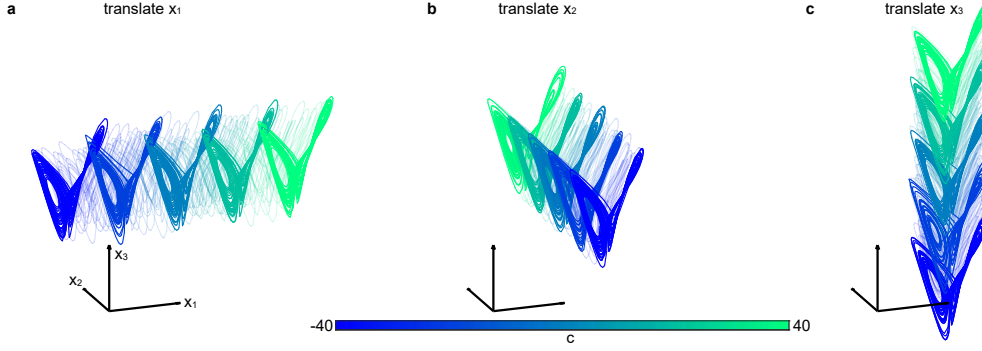 a translate x₁
b translate x₂
c translate x₃
x₃
x₂
x₁
-40 40
c